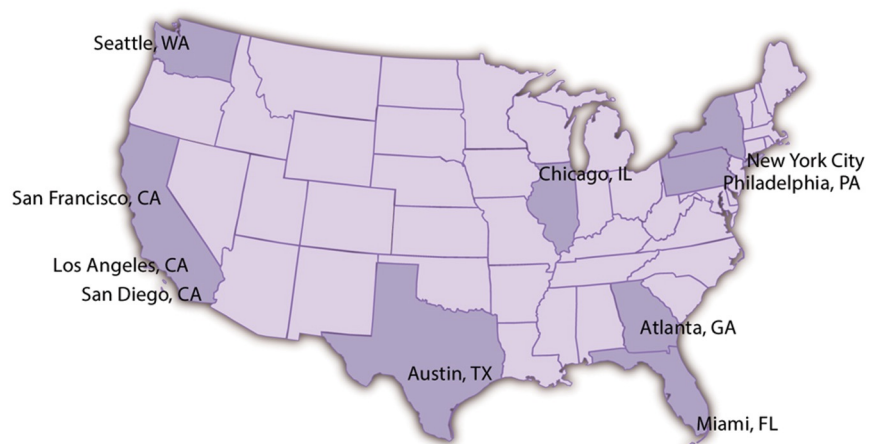 Seattle, WA
Chicago, IL
New York City
Philadelphia, PA
San Francisco, CA
Los Angeles, CA
San Diego, CA
Atlanta, GA
Austin, TX
Miami, FL